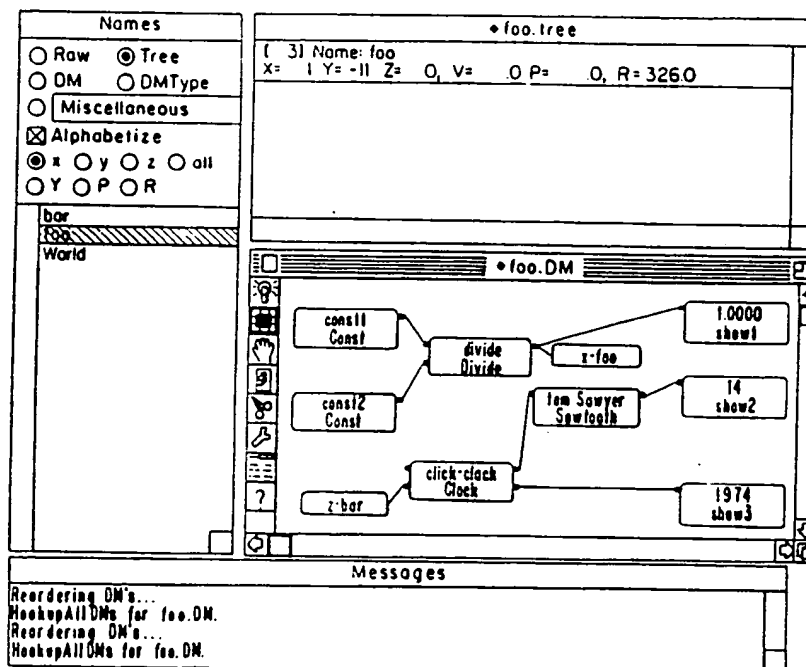 Names
Raw Tree
DM DMType
Miscellaneous
Alphabetize
x y z all
Y P R
bar
foo
World
foo.tree
[ 3] Name: foo
X= 1 Y= -11 Z= 0, V= .0 P= .0, R= 326.0
foo.DM
const1
Const
const2
Const
divide
Divide
x-foo
1.0000
show1
tom Sawyer
Sawtooth
14
show2
click-clack
Clock
z-bar
1974
show3
?
Messages
Reordering DM's...
HookupAllDMs for foo.DM.
Reordering DM's...
HookupAllDMs for foo.DM.